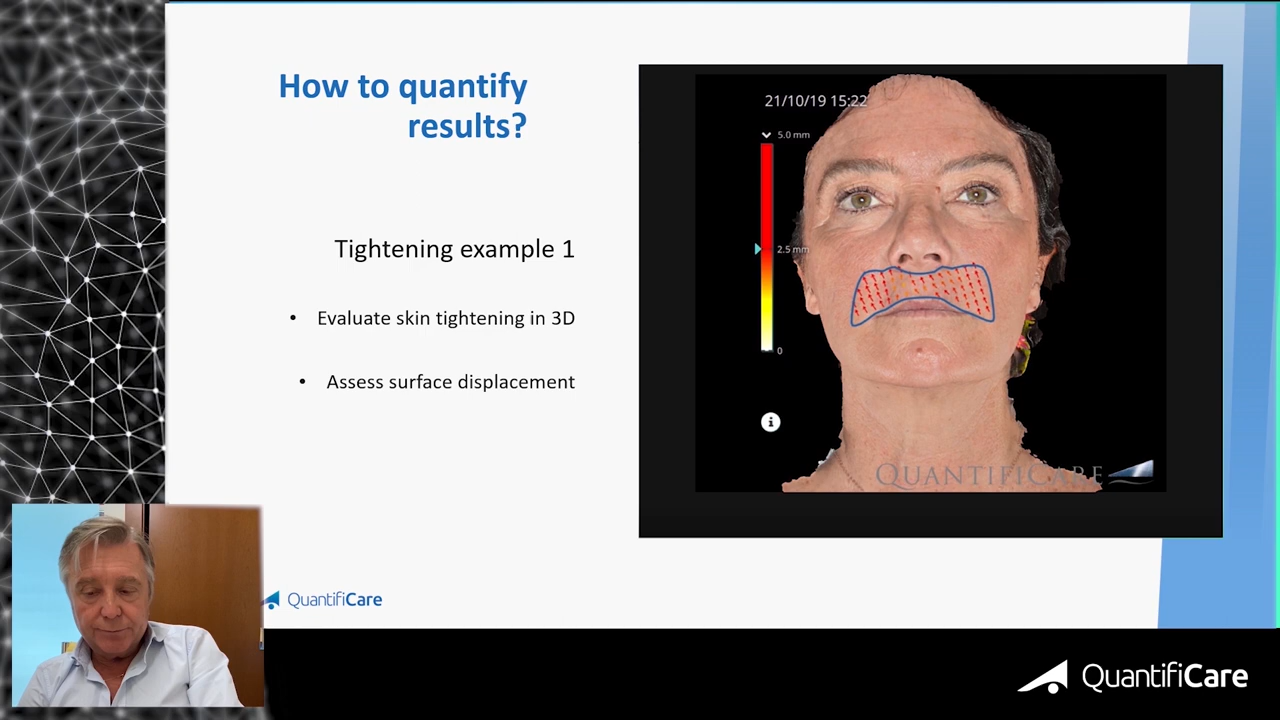 How to quantify
results?
Tightening example 1
• Evaluate skin tightening in 3D
• Assess surface displacement
21/10/19 15:22
5.0 mm
2.5 mm
0
i
QUANTIFICARE
QuantifiCare
QuantifiCare